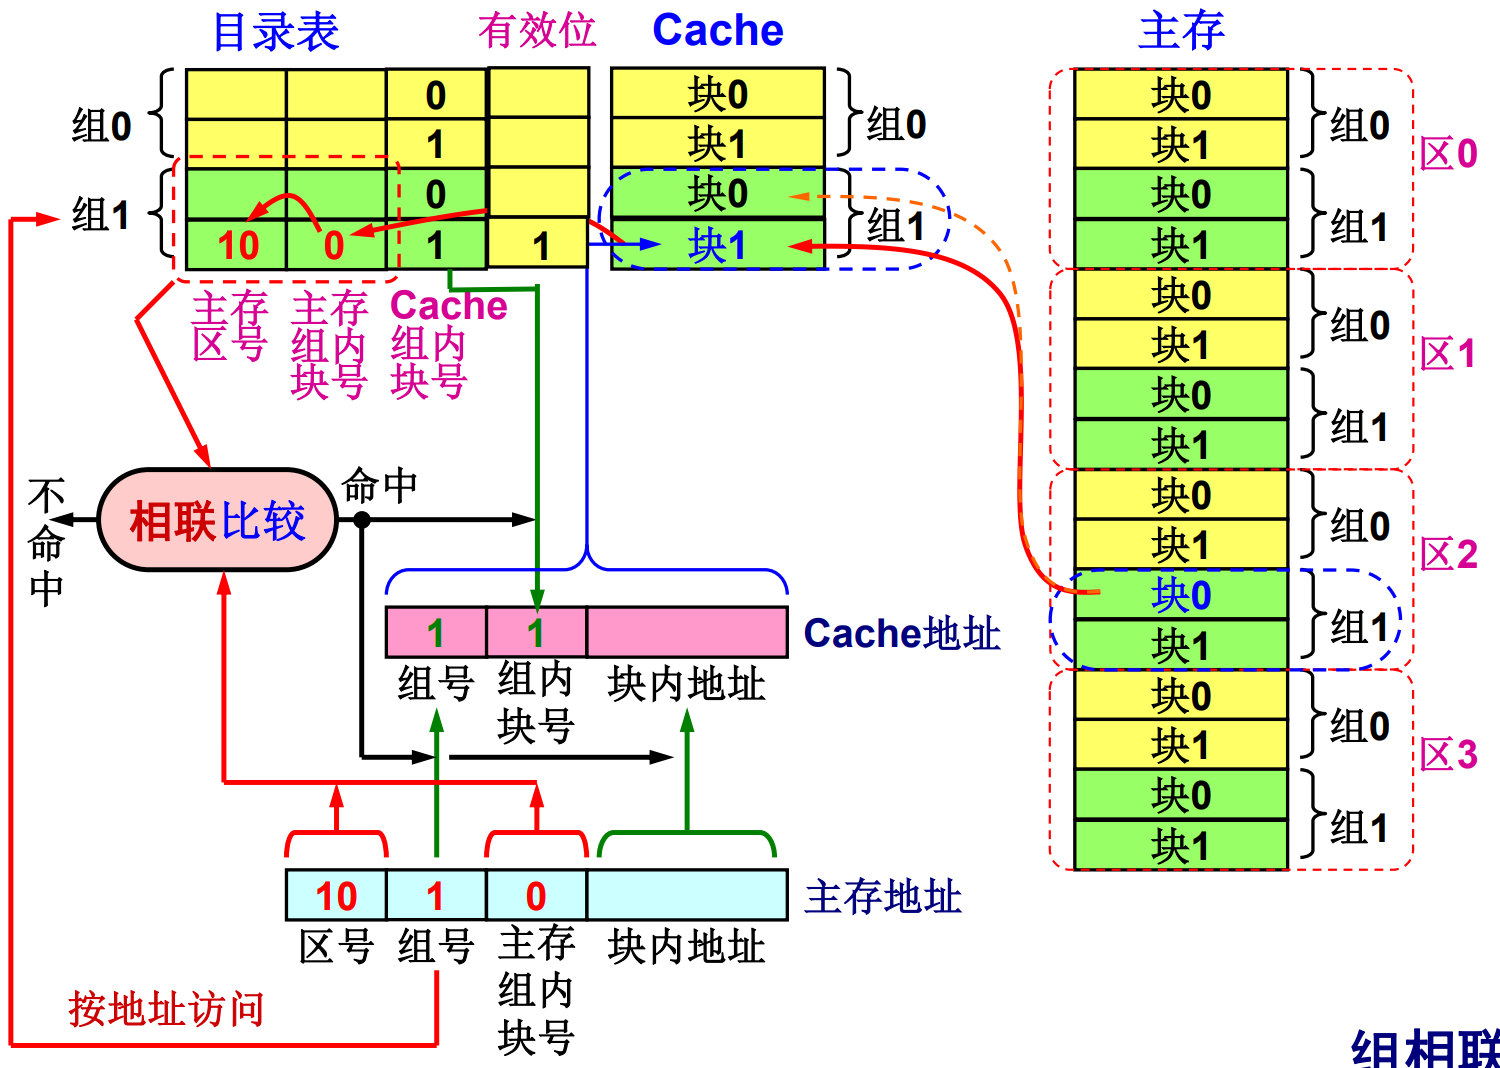 目录表 有效位 Cache 主存
组0
0
1
组1
0
10 0 1 1
块0
块1
组0
块0
块1
组1
主存
区号
主存
组内
块号
Cache
组内
块号
块0
块1
组0
块0
块1
组1
区0
块0
块1
组0
块0
块1
组1
区1
块0
块1
组0
块0
块1
组1
区2
块0
块1
组0
块0
块1
组1
区3
不
命
中
相联比较
命中
1 1
Cache地址
组号
组内
块号
块内地址
10 1 0
主存地址
区号
组号
主存
组内
块号
块内地址
按地址访问
组相联